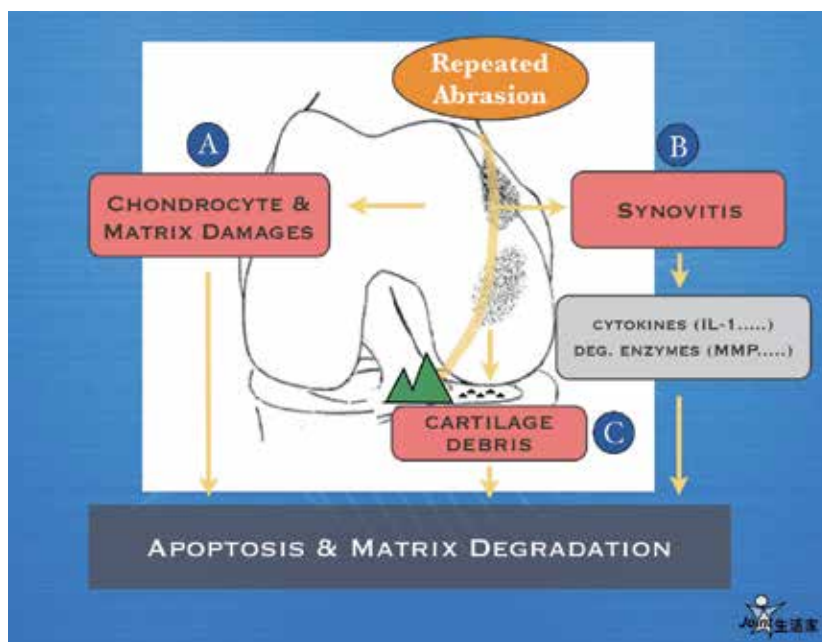 Repeated
Abrasion
A
B
CHONDROCYTE &
MATRIX DAMAGES
SYNOVITIS
CYTOKINES (IL-1.....)
DEG. ENZYMES (MMP.....)
CARTILAGE
DEBRIS
C
APOPTOSIS & MATRIX DEGRADATION
Joint生活家